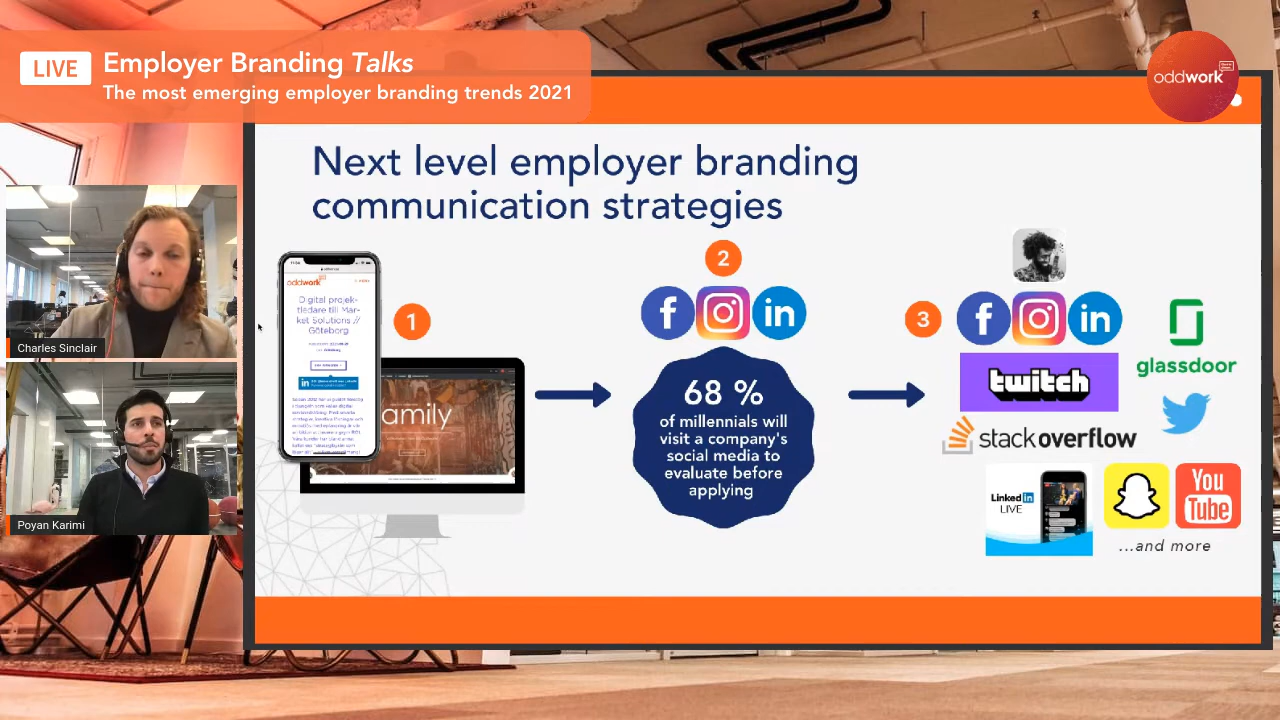 LIVE
Employer Branding Talks
The most emerging employer branding trends 2021
oddwork
Next level employer branding
communication strategies
Charles Sinclair
Poyan Karimi
oddwork
Digital projek-
tledare till Mar-
ket Solutions //
Göteborg
amily
1
2
68 %
of millennials will
visit a company's
social media to
evaluate before
applying
3
f
in
f
in
glassdoor
twitch
stackoverflow
Linked in
LIVE
You
Tube
...and more